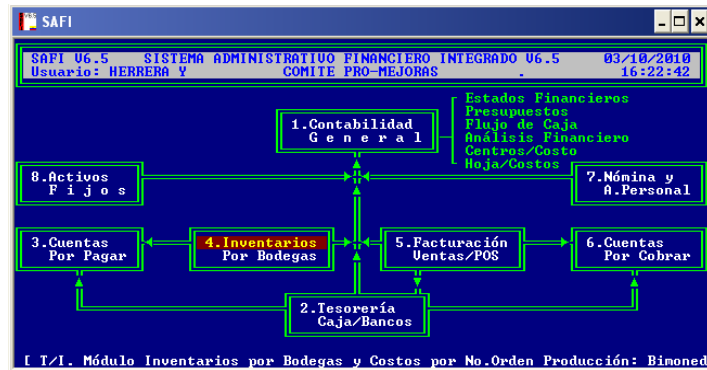 SAFI
SAFI V6.5 SISTEMA ADMINISTRATIVO FINANCIERO INTEGRADO V6.5 03/10/2010
Usuario: HERRERA Y COMITE PRO-MEJORAS . 16:22:42
Estados Financieros
Presupuestos
1.Contabilidad Flujo de Caja
G e n e r a l Análisis Financiero
Centros/Costo
Hoja/Costos
8.Activos 7.Nómina y
F i j o s A.Personal
3.Cuentas 4.Inventarios 5.Facturación 6.Cuentas
Por Pagar Por Bodegas Ventas/POS Por Cobrar
2.Tesorería
Caja/Bancos
[ T/I. Módulo Inventarios por Bodegas y Costos por No.Orden Producción: Bimoned